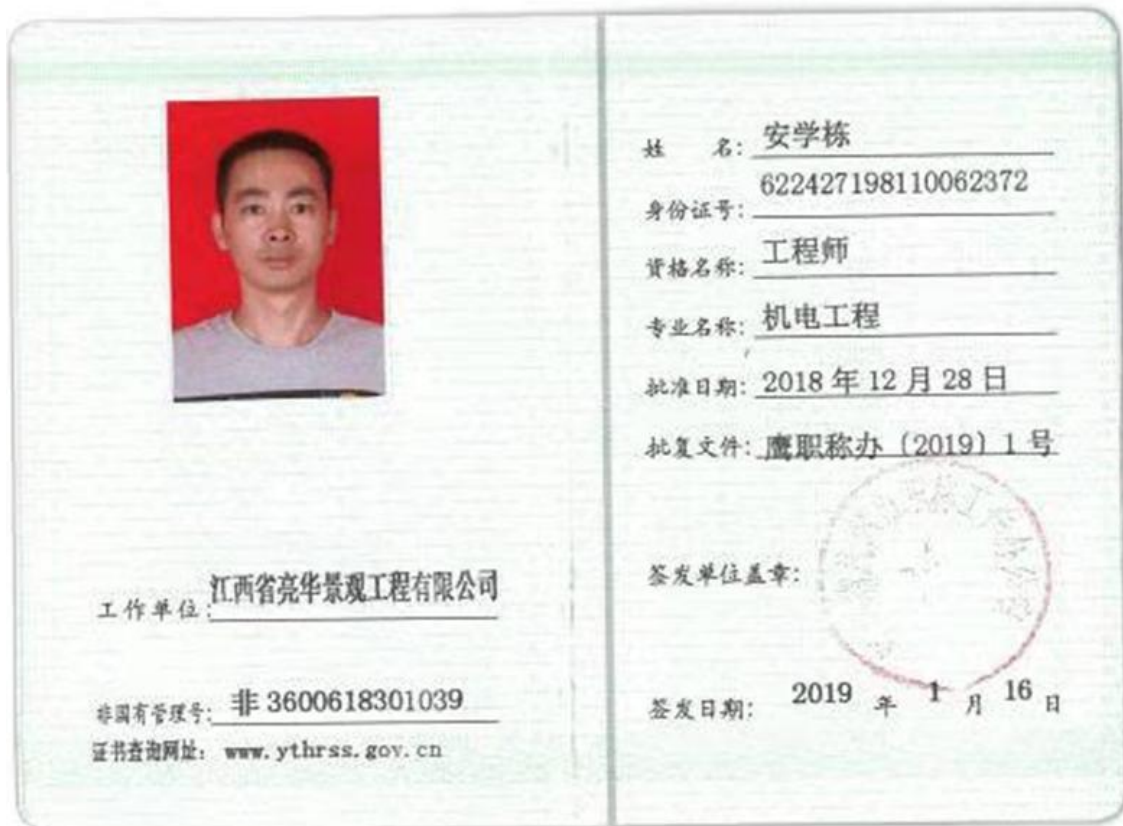 工作单位: 江西省亮华景观工程有限公司
非国有管理号: 非 3600618301039
证书查询网址: www.ythrss.gov.cn
姓 名: 安学栋
身份证号: 622427198110062372
资格名称: 工程师
专业名称: 机电工程
批准日期: 2018 年 12 月 28 日
批复文件: 鹰职称办〔2019〕1 号
签发单位盖章:
签发日期: 2019 年 1 月 16 日